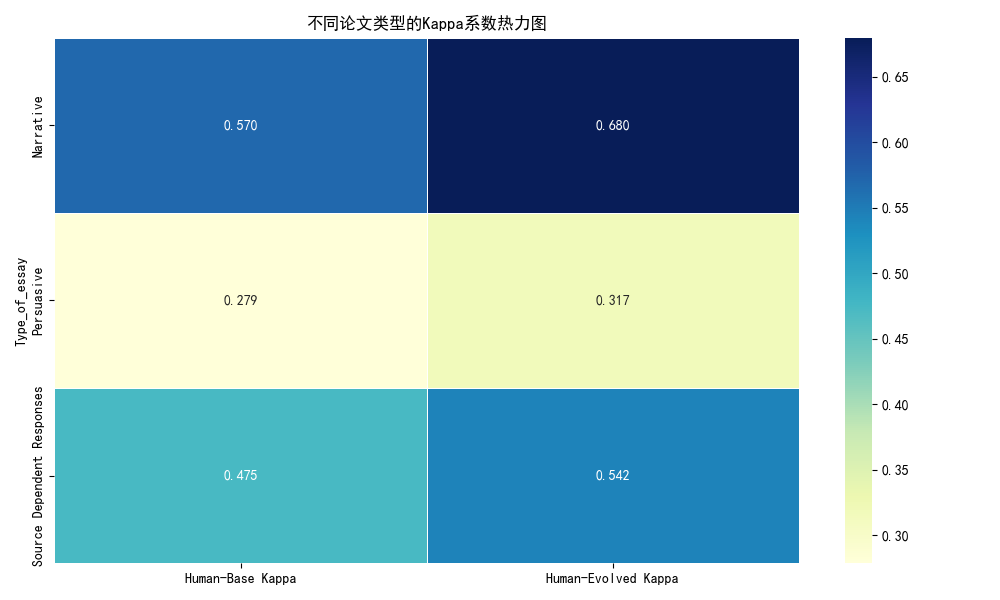 不同论文类型的Kappa系数热力图
Type_of_essay
Narrative
0.570
0.680
Persuasive
0.279
0.317
Source Dependent Responses
0.475
0.542
Human-Base Kappa
Human-Evolved Kappa
0.65
0.60
0.55
0.50
0.45
0.40
0.35
0.30